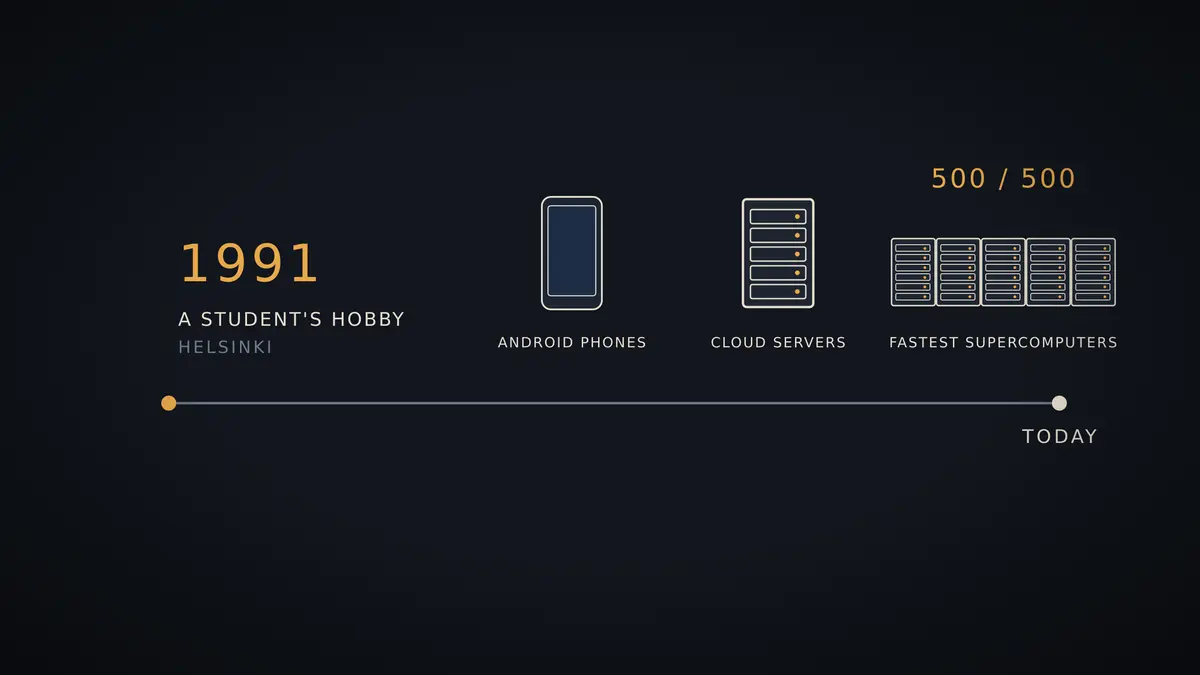 1991
A STUDENT'S HOBBY
HELSINKI
ANDROID PHONES
CLOUD SERVERS
500 / 500
FASTEST SUPERCOMPUTERS
TODAY